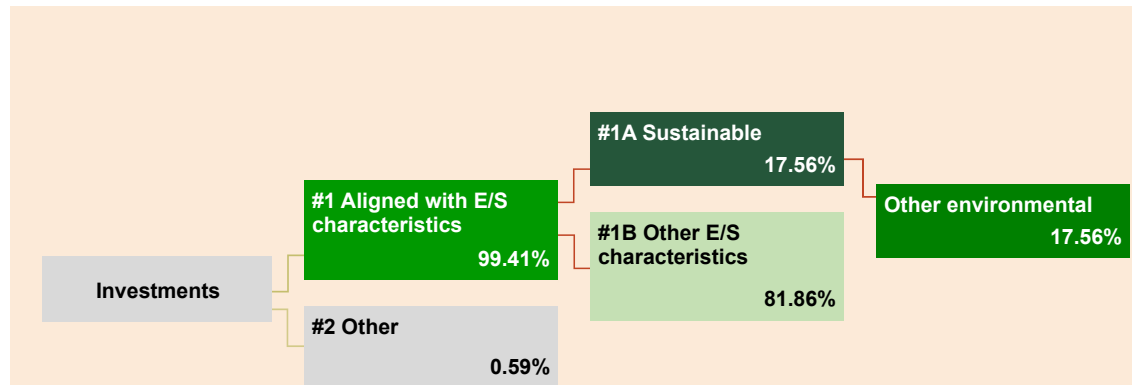 #1A Sustainable
17.56%
#1 Aligned with E/S
characteristics
99.41%
Other environmental
17.56%
#1B Other E/S
characteristics
81.86%
Investments
#2 Other
0.59%